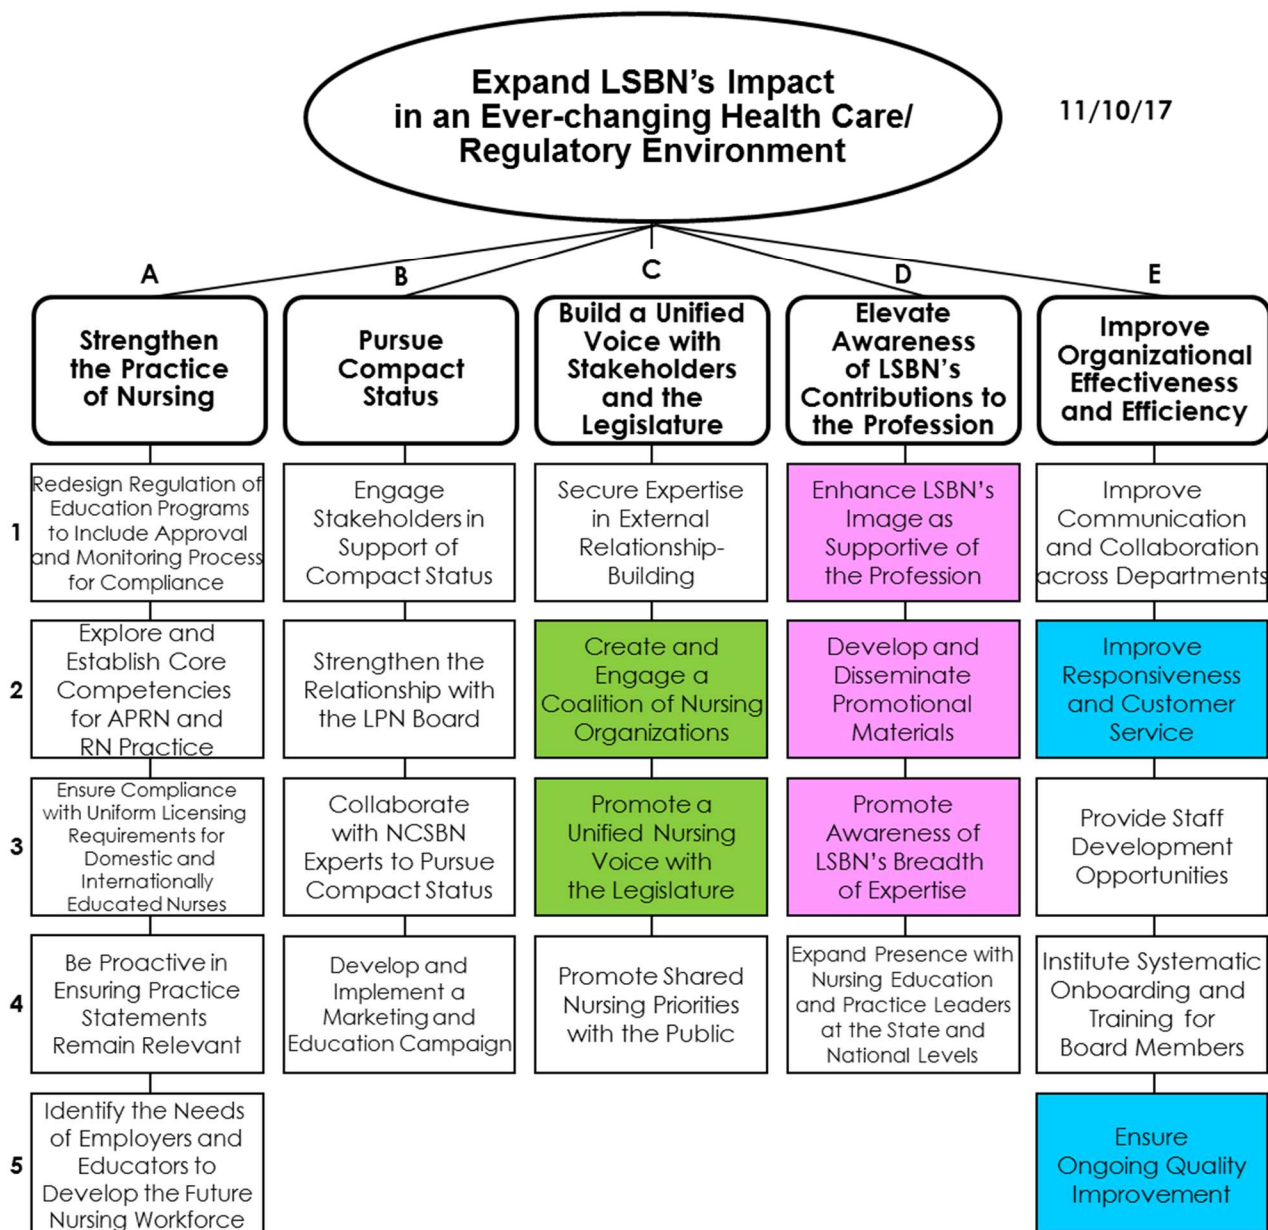 Expand LSBN's Impact
in an Ever-changing Health Care/
Regulatory Environment
11/10/17
A
B
C
D
E
Strengthen
the Practice
of Nursing
Pursue
Compact
Status
Build a Unified
Voice with
Stakeholders
and the
Legislature
Elevate
Awareness
of LSBN's
Contributions to
the Profession
Improve
Organizational
Effectiveness
and Efficiency
1
Redesign Regulation of
Education Programs
to Include Approval
and Monitoring Process
for Compliance
Engage
Stakeholders in
Support of
Compact Status
Secure Expertise
in External
Relationship-
Building
Enhance LSBN's
Image as
Supportive of
the Profession
Improve
Communication
and Collaboration
across Departments
2
Explore and
Establish Core
Competencies
for APRN and
RN Practice
Strengthen the
Relationship with
the LPN Board
Create and
Engage a
Coalition of Nursing
Organizations
Develop and
Disseminate
Promotional
Materials
Improve
Responsiveness
and Customer
Service
3
Ensure Compliance
with Uniform Licensing
Requirements for
Domestic and
Internationally
Educated Nurses
Collaborate
with NCSBN
Experts to Pursue
Compact Status
Promote a
Unified Nursing
Voice with
the Legislature
Promote
Awareness of
LSBN's Breadth
of Expertise
Provide Staff
Development
Opportunities
4
Be Proactive in
Ensuring Practice
Statements
Remain Relevant
Develop and
Implement a
Marketing and
Education Campaign
Promote Shared
Nursing Priorities
with the Public
Expand Presence with
Nursing Education
and Practice Leaders
at the State and
National Levels
Institute Systematic
Onboarding and
Training for
Board Members
5
Identify the Needs
of Employers and
Educators to
Develop the Future
Nursing Workforce
Ensure
Ongoing Quality
Improvement